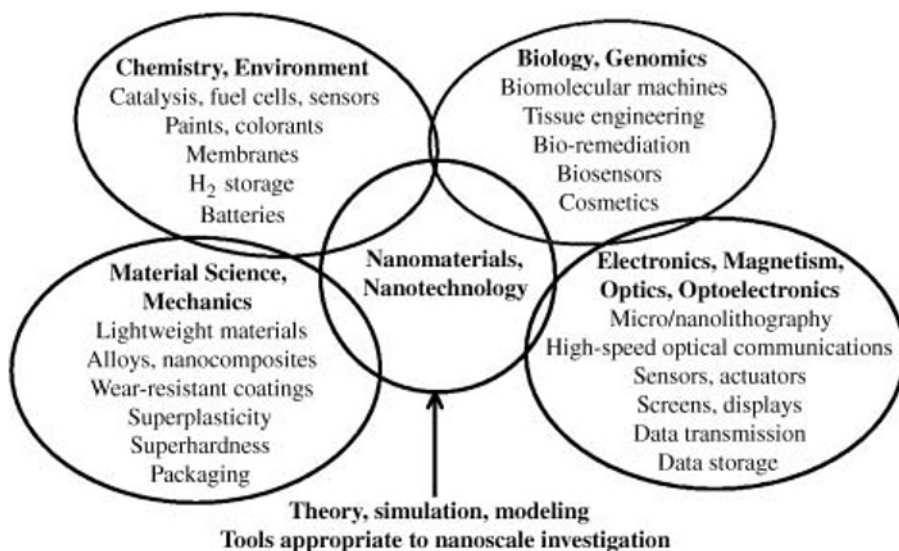 Chemistry, Environment
Catalysis, fuel cells, sensors
Paints, colorants
Membranes
H₂ storage
Batteries
Biology, Genomics
Biomolecular machines
Tissue engineering
Bio-remediation
Biosensors
Cosmetics
Nanomaterials,
Nanotechnology
Material Science,
Mechanics
Lightweight materials
Alloys, nanocomposites
Wear-resistant coatings
Superplasticity
Superhardness
Packaging
Electronics, Magnetism,
Optics, Optoelectronics
Micro/nanolithography
High-speed optical communications
Sensors, actuators
Screens, displays
Data transmission
Data storage
Theory, simulation, modeling
Tools appropriate to nanoscale investigation